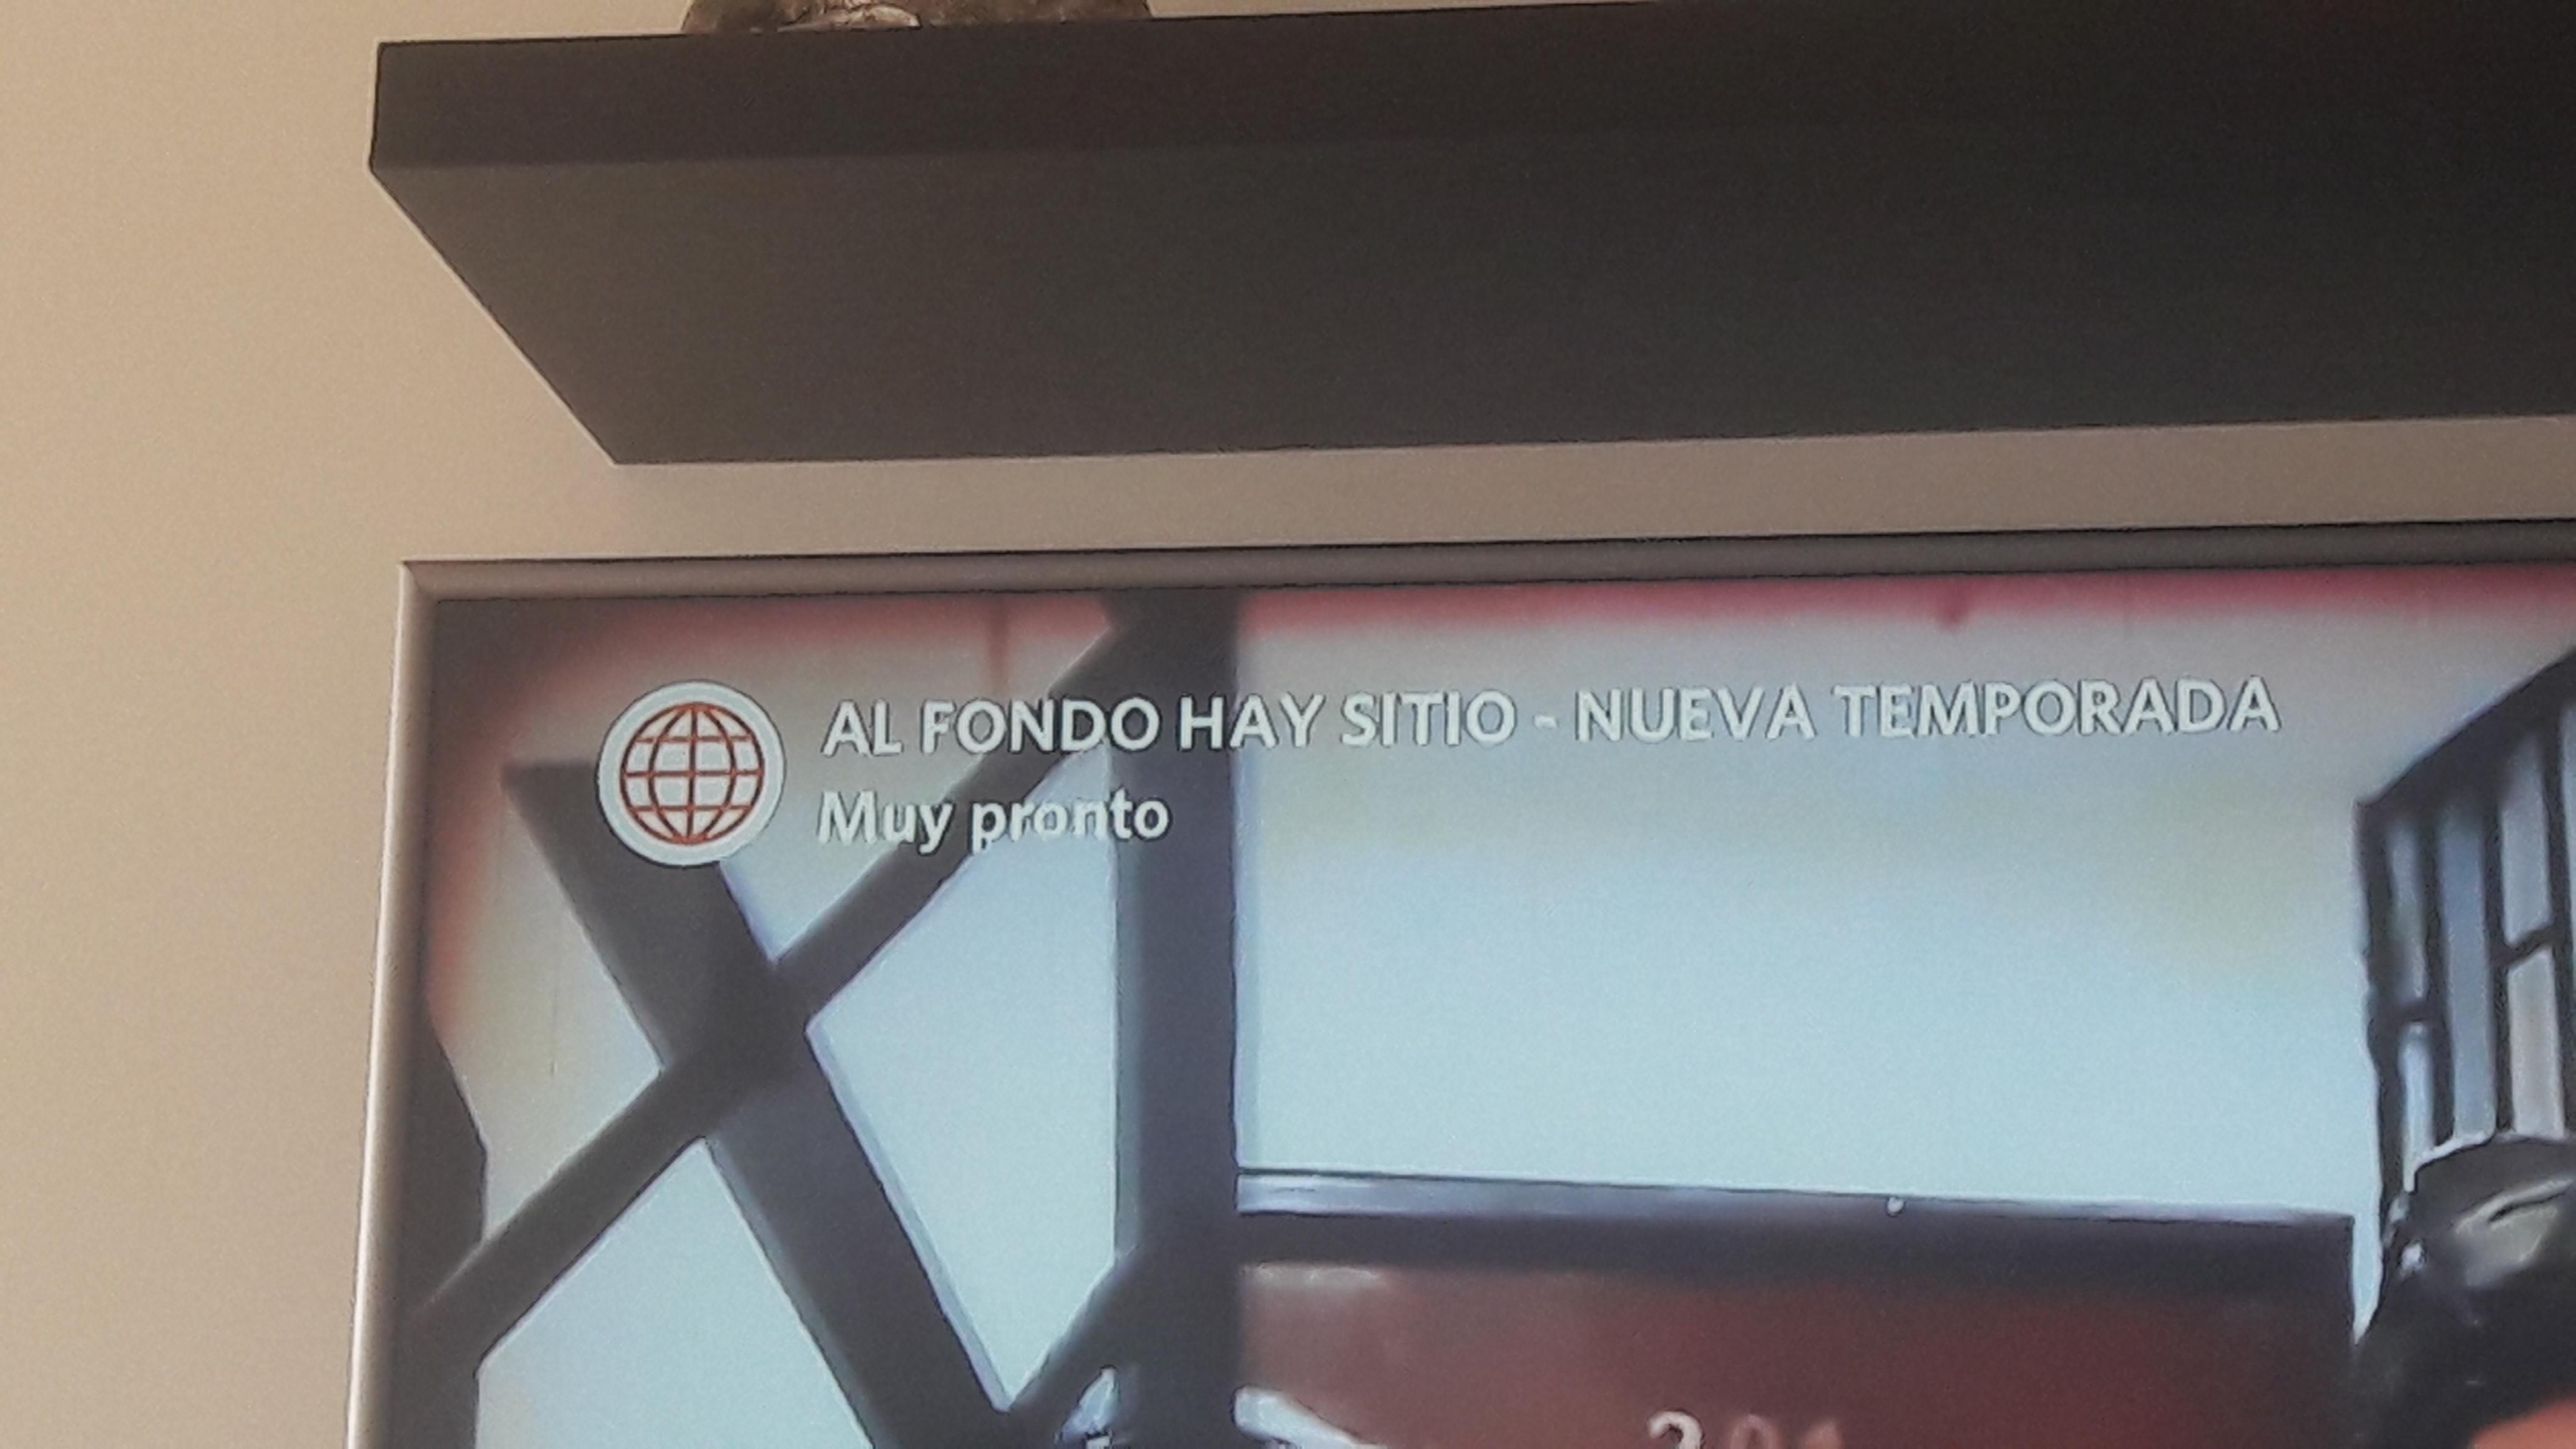 AL FONDO HAY SITIO - NUEVA TEMPORADA
Muy pronto